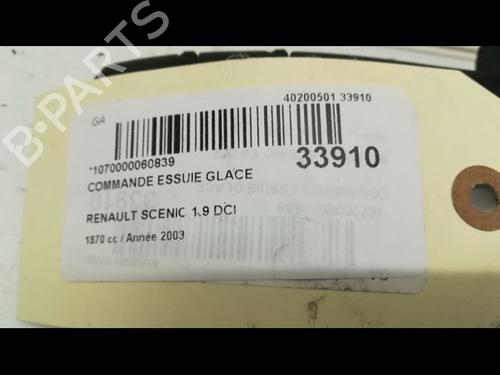 40200501 33910
GA
*1070000060839
33910
COMMANDE ESSUIE GLACE
RENAULT SCENIC 1.9 DCI
1870 cc / Année 2003
B-PARTS